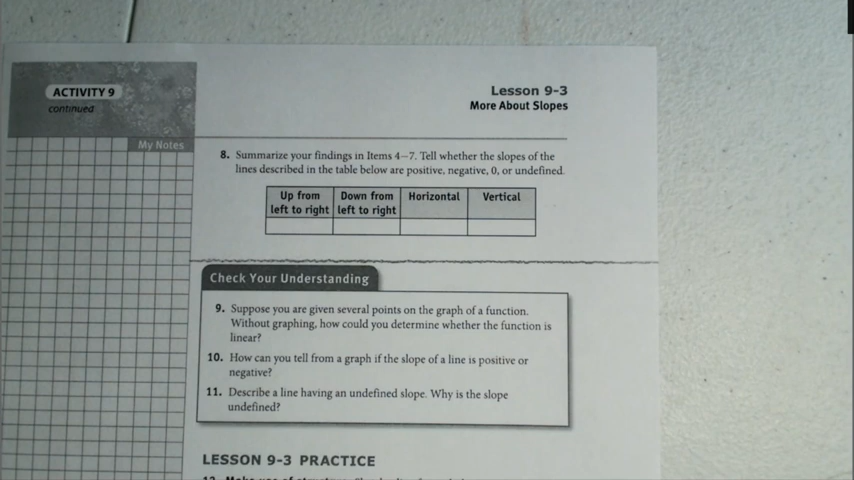 ACTIVITY 9
continued
Lesson 9-3
More About Slopes
My Notes
8. Summarize your findings in Items 4–7. Tell whether the slopes of the
lines described in the table below are positive, negative, 0, or undefined.
Up from left to right
Down from left to right
Horizontal
Vertical
Check Your Understanding
9. Suppose you are given several points on the graph of a function.
Without graphing, how could you determine whether the function is
linear?
10. How can you tell from a graph if the slope of a line is positive or
negative?
11. Describe a line having an undefined slope. Why is the slope
undefined?
LESSON 9-3 PRACTICE